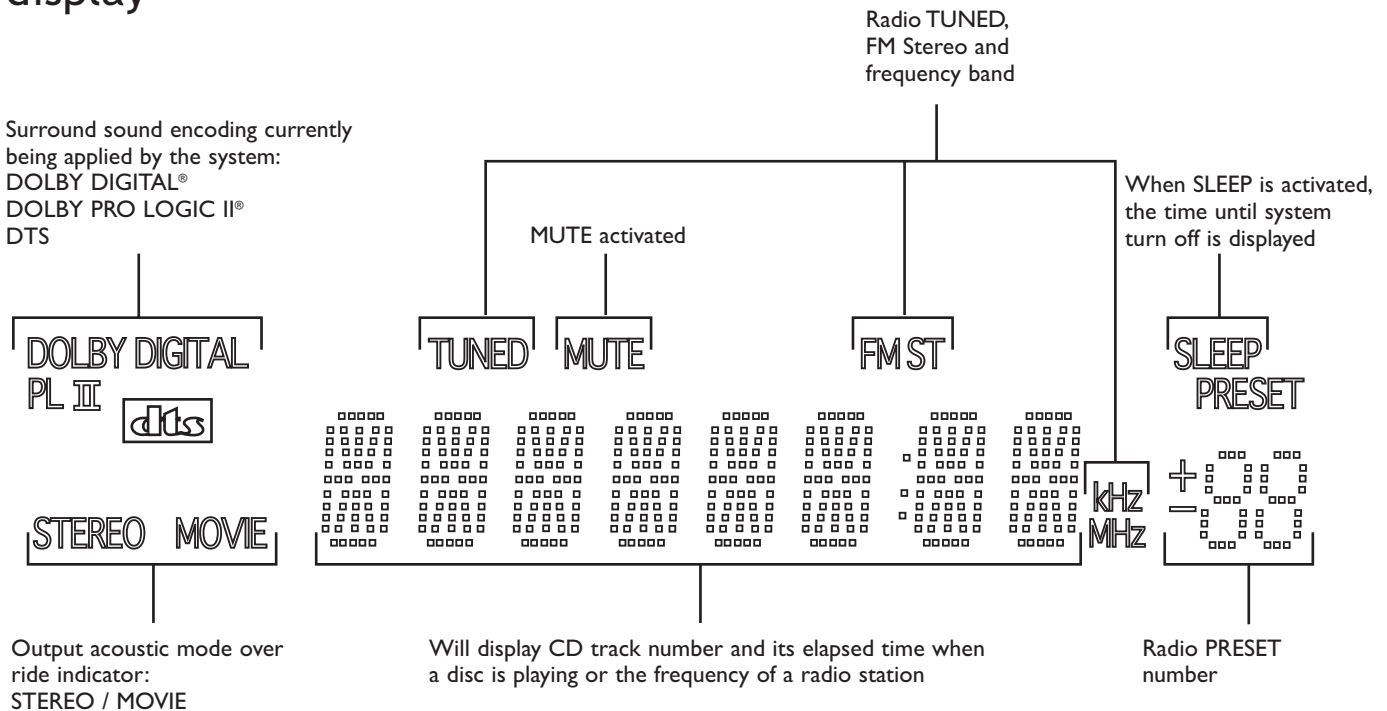 display
Radio TUNED,
FM Stereo and
frequency band
Surround sound encoding currently
being applied by the system:
DOLBY DIGITAL®
DOLBY PRO LOGIC II®
DTS
MUTE activated
When SLEEP is activated,
the time until system
turn off is displayed
DOLBY DIGITAL
PL II
dts
TUNED
MUTE
FM ST
SLEEP
PRESET
kHz
MHz
+
−
STEREO MOVIE
Output acoustic mode over
ride indicator:
STEREO / MOVIE
Will display CD track number and its elapsed time when
a disc is playing or the frequency of a radio station
Radio PRESET
number